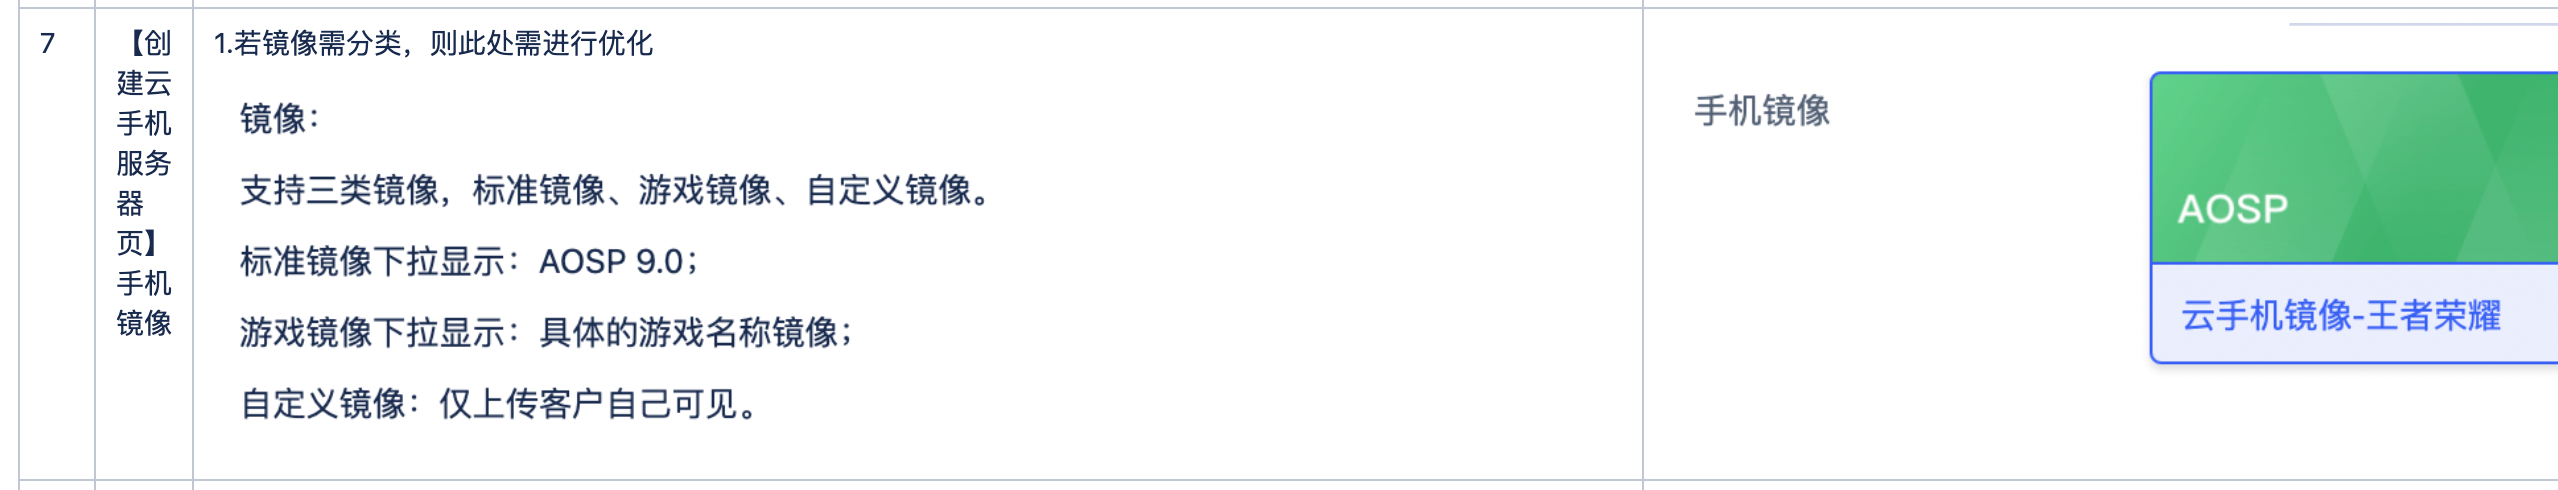 7
【创
建云
手机
服务
器
页】
手机
镜像
1.若镜像需分类，则此处需进行优化
镜像：
支持三类镜像，标准镜像、游戏镜像、自定义镜像。
标准镜像下拉显示：AOSP 9.0；
游戏镜像下拉显示：具体的游戏名称镜像；
自定义镜像：仅上传客户自己可见。
手机镜像
AOSP
云手机镜像-王者荣耀